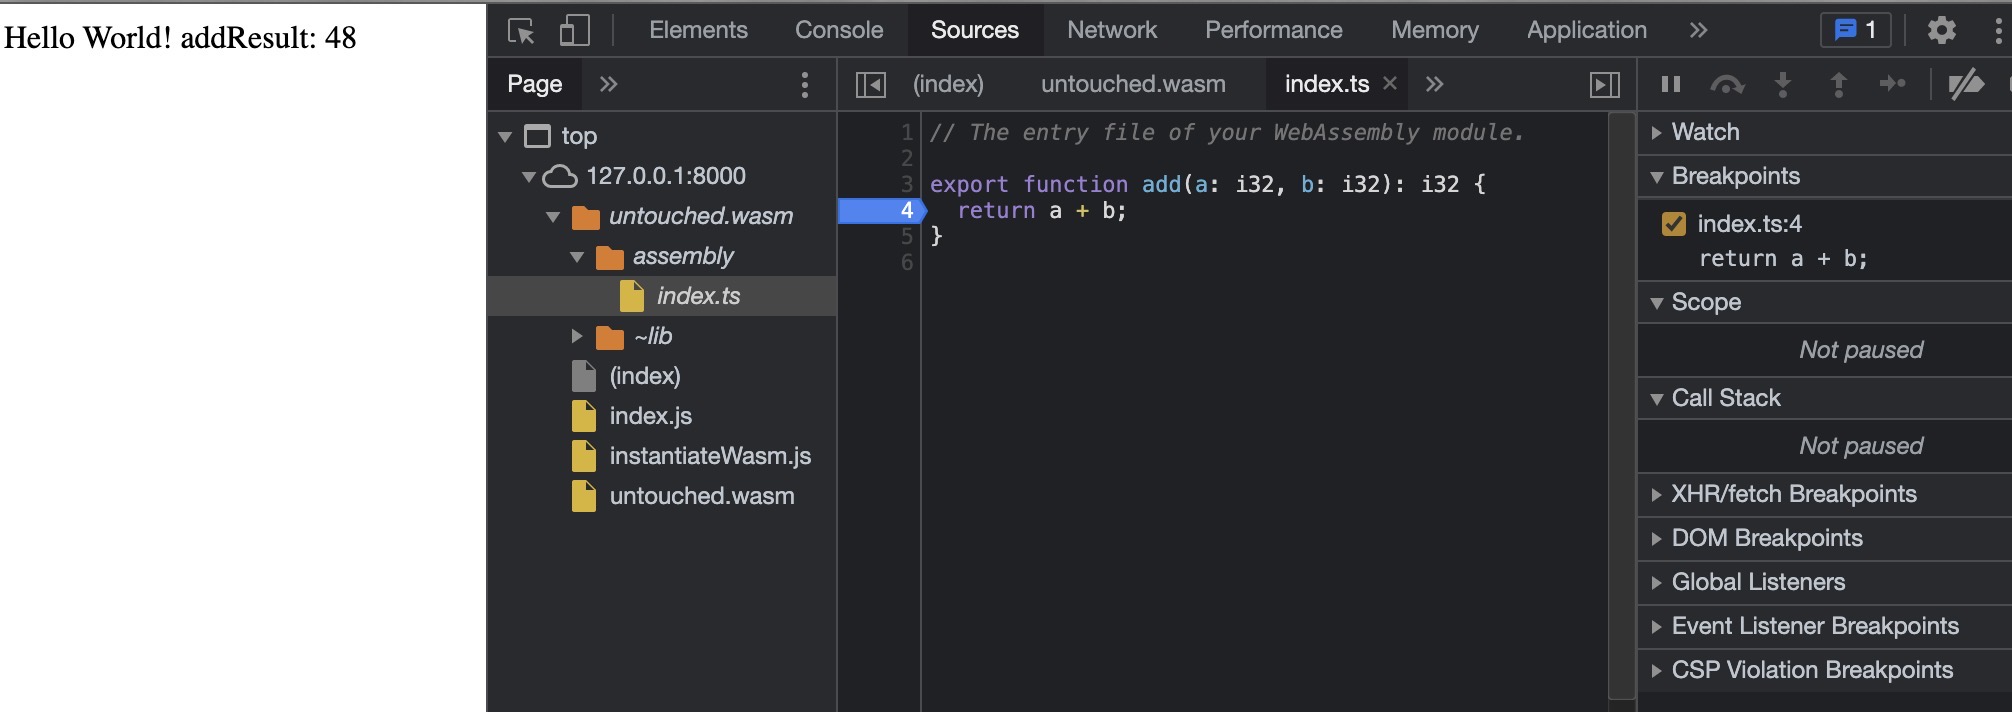 Hello World! addResult: 48
Elements Console Sources Network Performance Memory Application » 1
Page »
(index) untouched.wasm index.ts × »
top
127.0.0.1:8000
untouched.wasm
assembly
index.ts
~lib
(index)
index.js
instantiateWasm.js
untouched.wasm
1 // The entry file of your WebAssembly module.
2
3 export function add(a: i32, b: i32): i32 {
4 return a + b;
5 }
6
Watch
Breakpoints
index.ts:4
return a + b;
Scope
Not paused
Call Stack
Not paused
XHR/fetch Breakpoints
DOM Breakpoints
Global Listeners
Event Listener Breakpoints
CSP Violation Breakpoints